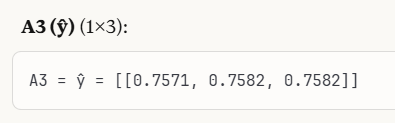 A3 (ŷ) (1×3):
A3 = ŷ = [[0.7571, 0.7582, 0.7582]]